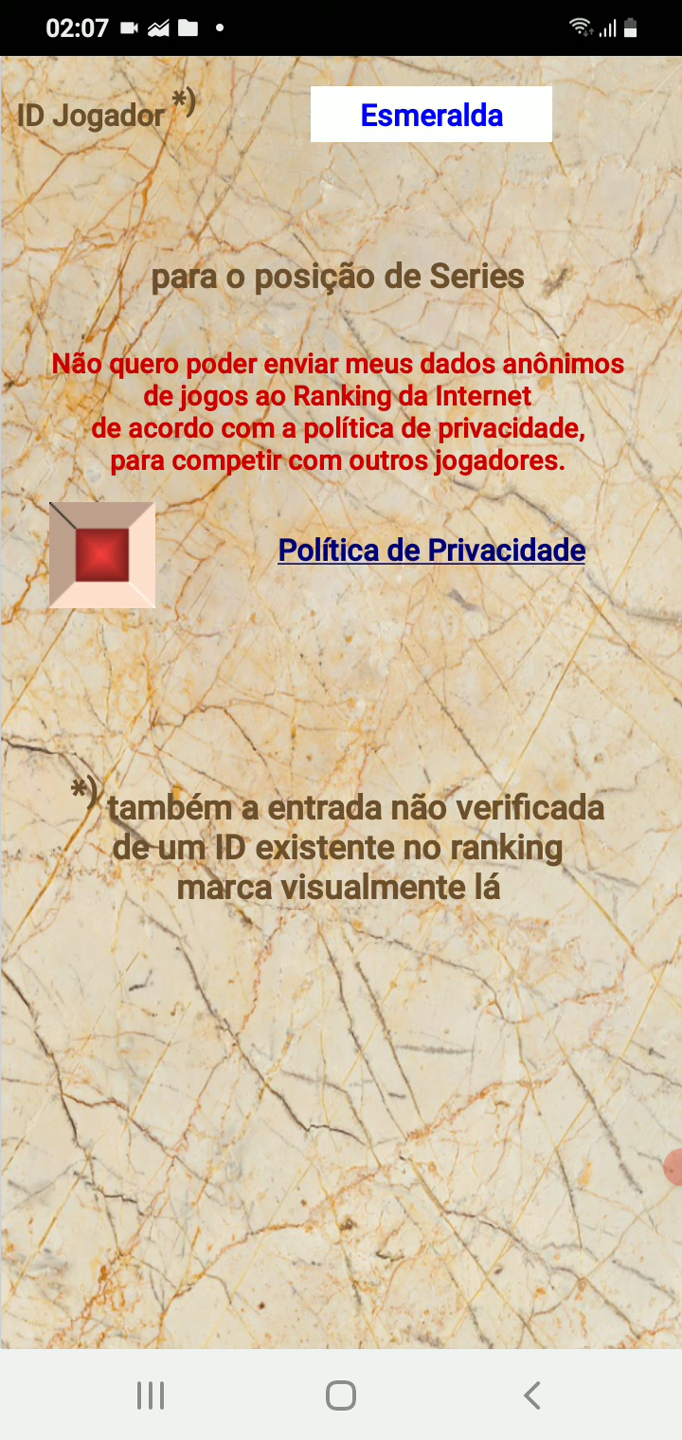 02:07
ID Jogador *)
Esmeralda
para o posição de Series
Não quero poder enviar meus dados anônimos
de jogos ao Ranking da Internet
de acordo com a política de privacidade,
para competir com outros jogadores.
Política de Privacidade
*) também a entrada não verificada
de um ID existente no ranking
marca visualmente lá